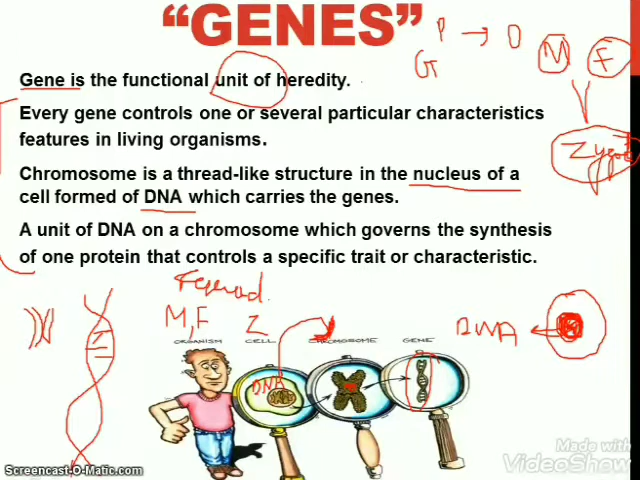 “GENES”
P → O
G
M F
Gene is the functional unit of heredity.
Every gene controls one or several particular characteristics
features in living organisms.
Chromosome is a thread-like structure in the nucleus of a
cell formed of DNA which carries the genes.
A unit of DNA on a chromosome which governs the synthesis
of one protein that controls a specific trait or characteristic.
M,F Z
DNA
ORGANISM CELL CHROMOSOME GENE
DNA
Screencast-O-Matic.com
Made with
VideoShow